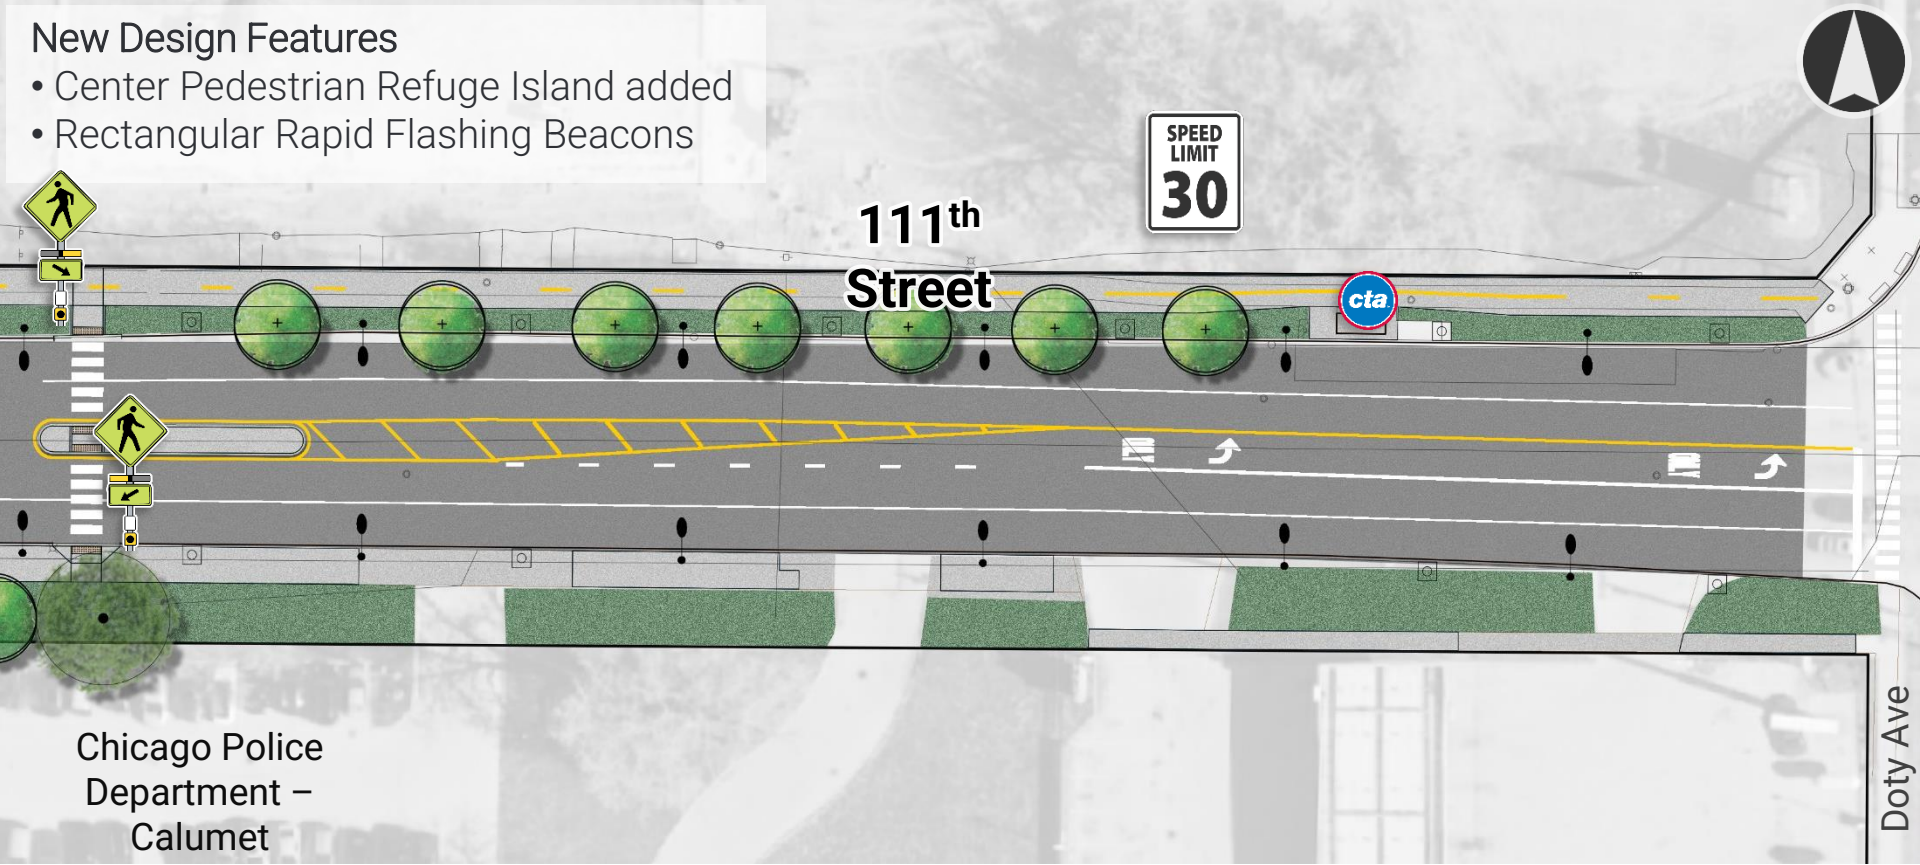 New Design Features
• Center Pedestrian Refuge Island added
• Rectangular Rapid Flashing Beacons
SPEED
LIMIT
30
111th
Street
cta
Chicago Police
Department –
Calumet
Doty Ave